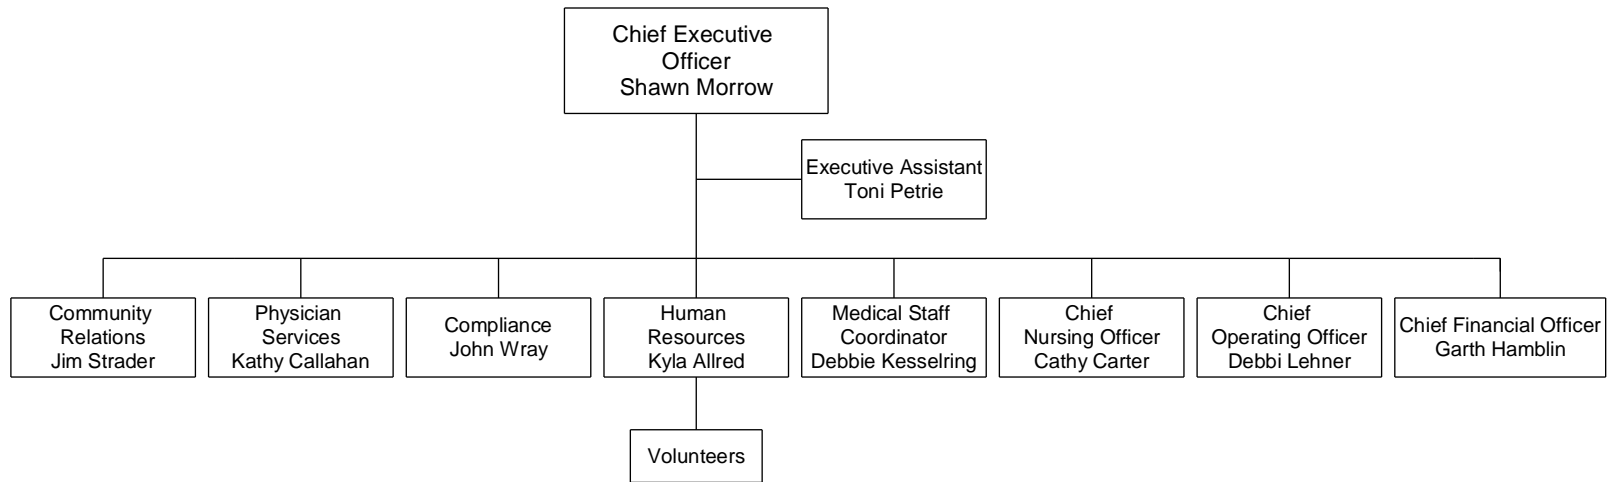 Chief Executive
Officer
Shawn Morrow
Executive Assistant
Toni Petrie
Community
Relations
Jim Strader
Physician
Services
Kathy Callahan
Compliance
John Wray
Human
Resources
Kyla Allred
Medical Staff
Coordinator
Debbie Kesselring
Chief
Nursing Officer
Cathy Carter
Chief
Operating Officer
Debbi Lehner
Chief Financial Officer
Garth Hamblin
Volunteers